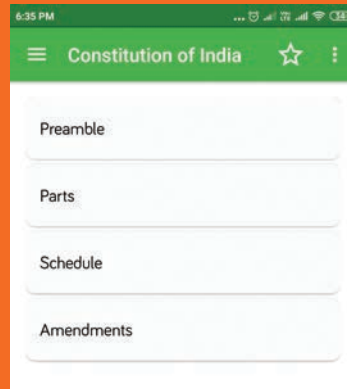 6:35 PM
Constitution of India
Preamble
Parts
Schedule
Amendments